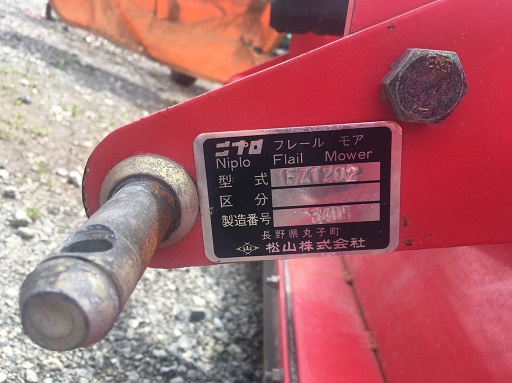 ニプロ フレール モア
Niplo Flail Mower
型式 FZ1202
区分
製造番号
長野県丸子町
松山株式会社